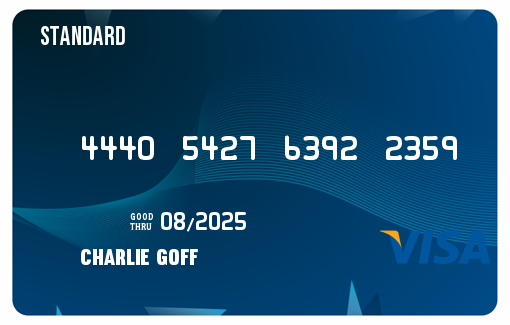 STANDARD
4440 5427 6392 2359
GOOD THRU 08/2025
CHARLIE GOFF
VISA